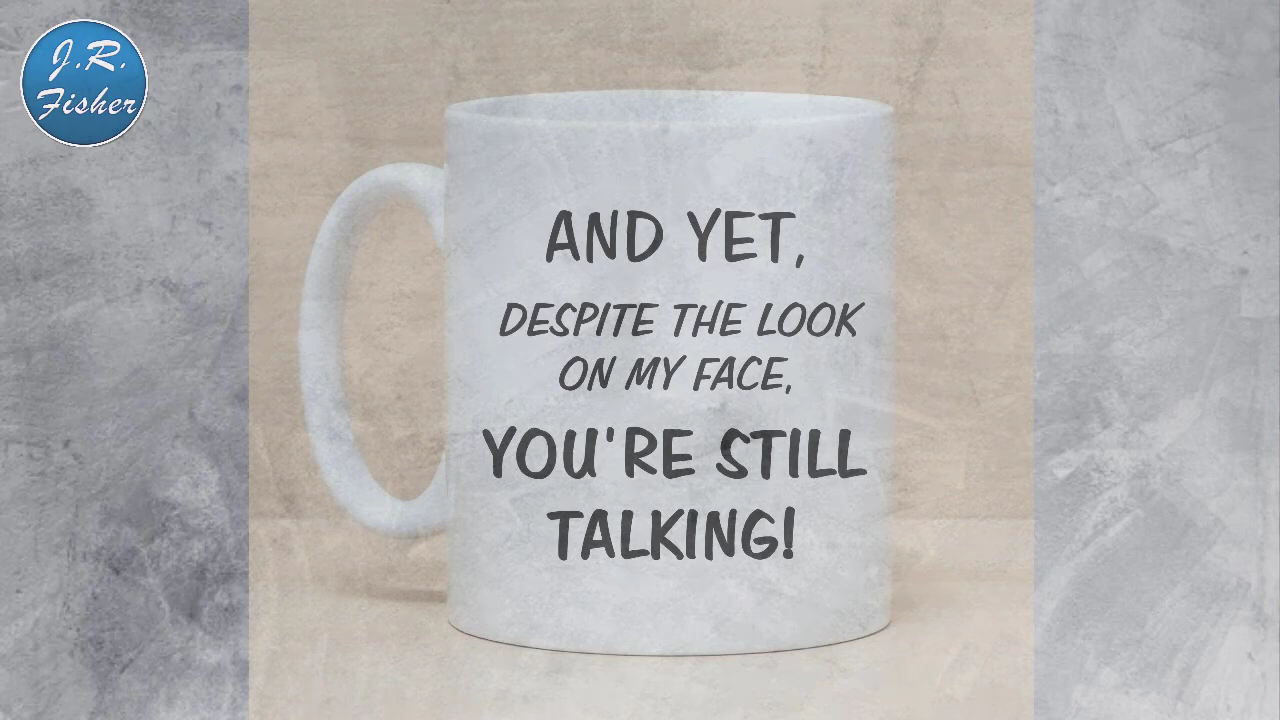 J.R.
Fisher
AND YET,
DESPITE THE LOOK
ON MY FACE,
YOU'RE STILL
TALKING!